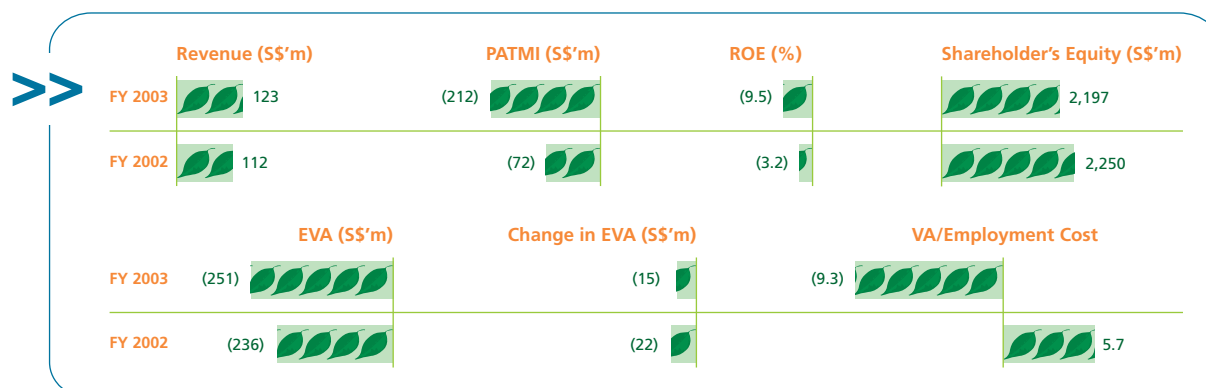 Revenue (S$'m) PATMI (S$'m) ROE (%) Shareholder's Equity (S$'m)
>>
FY 2003 123 (212) (9.5) 2,197
FY 2002 112 (72) (3.2) 2,250
EVA (S$'m) Change in EVA (S$'m) VA/Employment Cost
FY 2003 (251) (15) (9.3)
FY 2002 (236) (22) 5.7